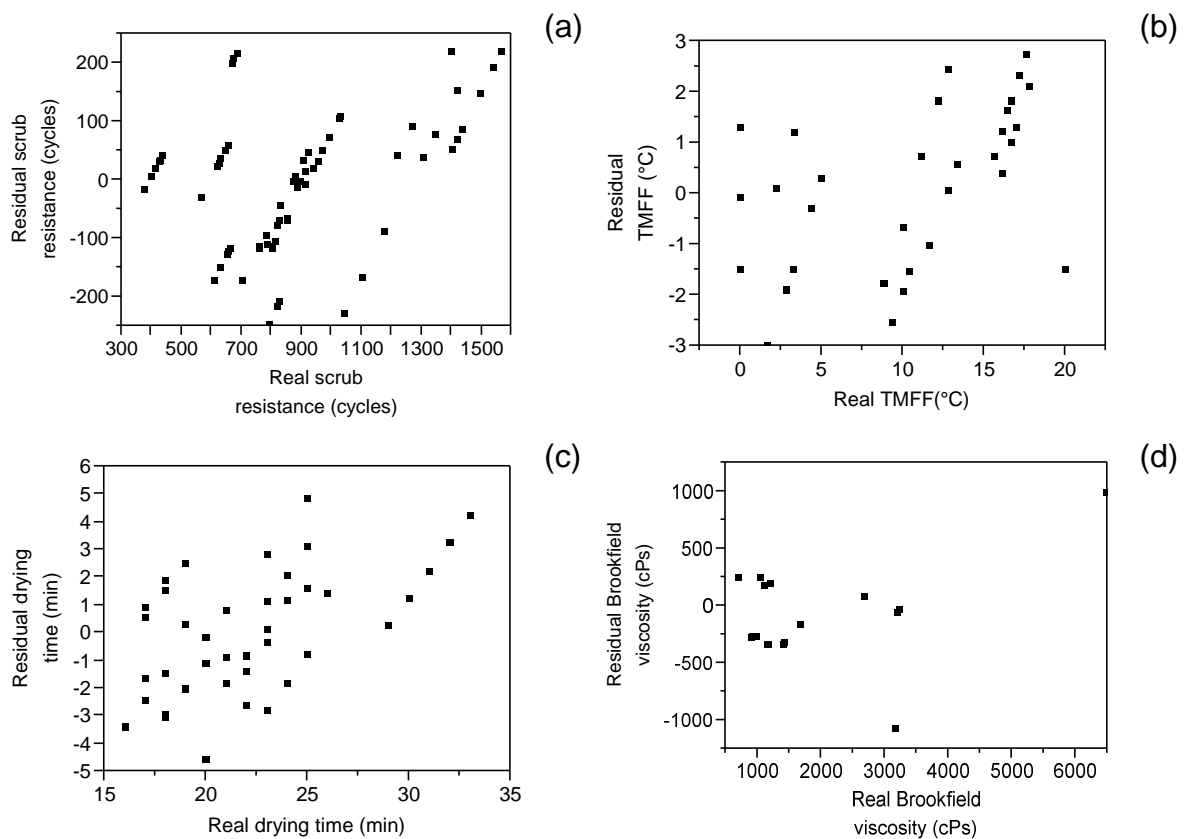 (a)
Residual scrub
resistance (cycles)
200
100
0
-100
-200
300 500 700 900 1100 1300 1500
Real scrub
resistance (cycles)
(b)
Residual
TMFF (°C)
3
2
1
0
-1
-2
-3
0 5 10 15 20
Real TMFF(°C)
(c)
Residual drying
time (min)
6
5
4
3
2
1
0
-1
-2
-3
-4
-5
15 20 25 30 35
Real drying time (min)
(d)
Residual Brookfield
viscosity (cPs)
1000
500
0
-500
-1000
1000 2000 3000 4000 5000 6000
Real Brookfield
viscosity (cPs)